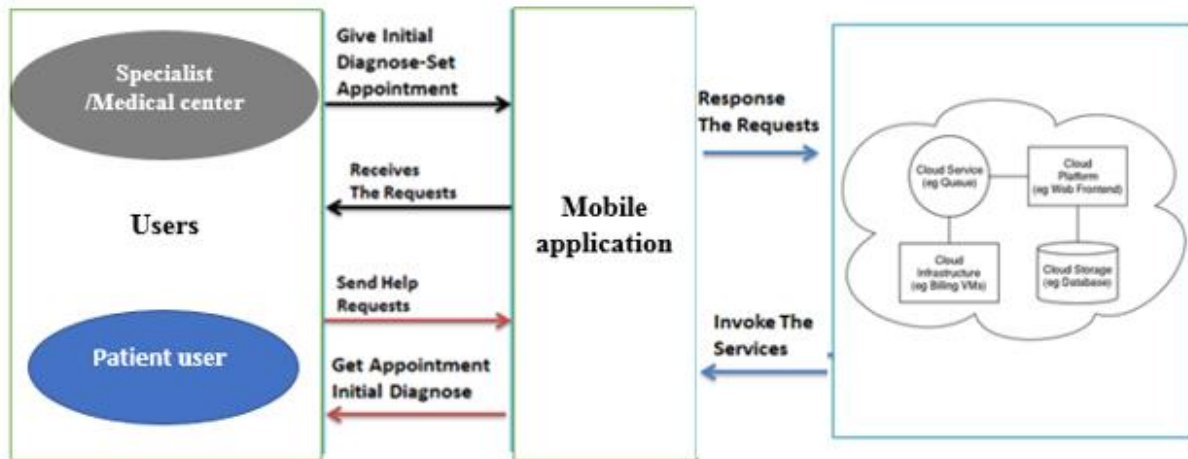 Specialist
/Medical center
Users
Patient user
Give Initial
Diagnose-Set
Appointment
Receives
The Requests
Send Help
Requests
Get Appointment
Initial Diagnose
Mobile
application
Response
The Requests
Invoke The
Services
Cloud Service
(eg Queue)
Cloud
Platform
(eg Web Frontend)
Cloud
Infrastructure
(eg Billing VMs)
Cloud Storage
(eg Database)